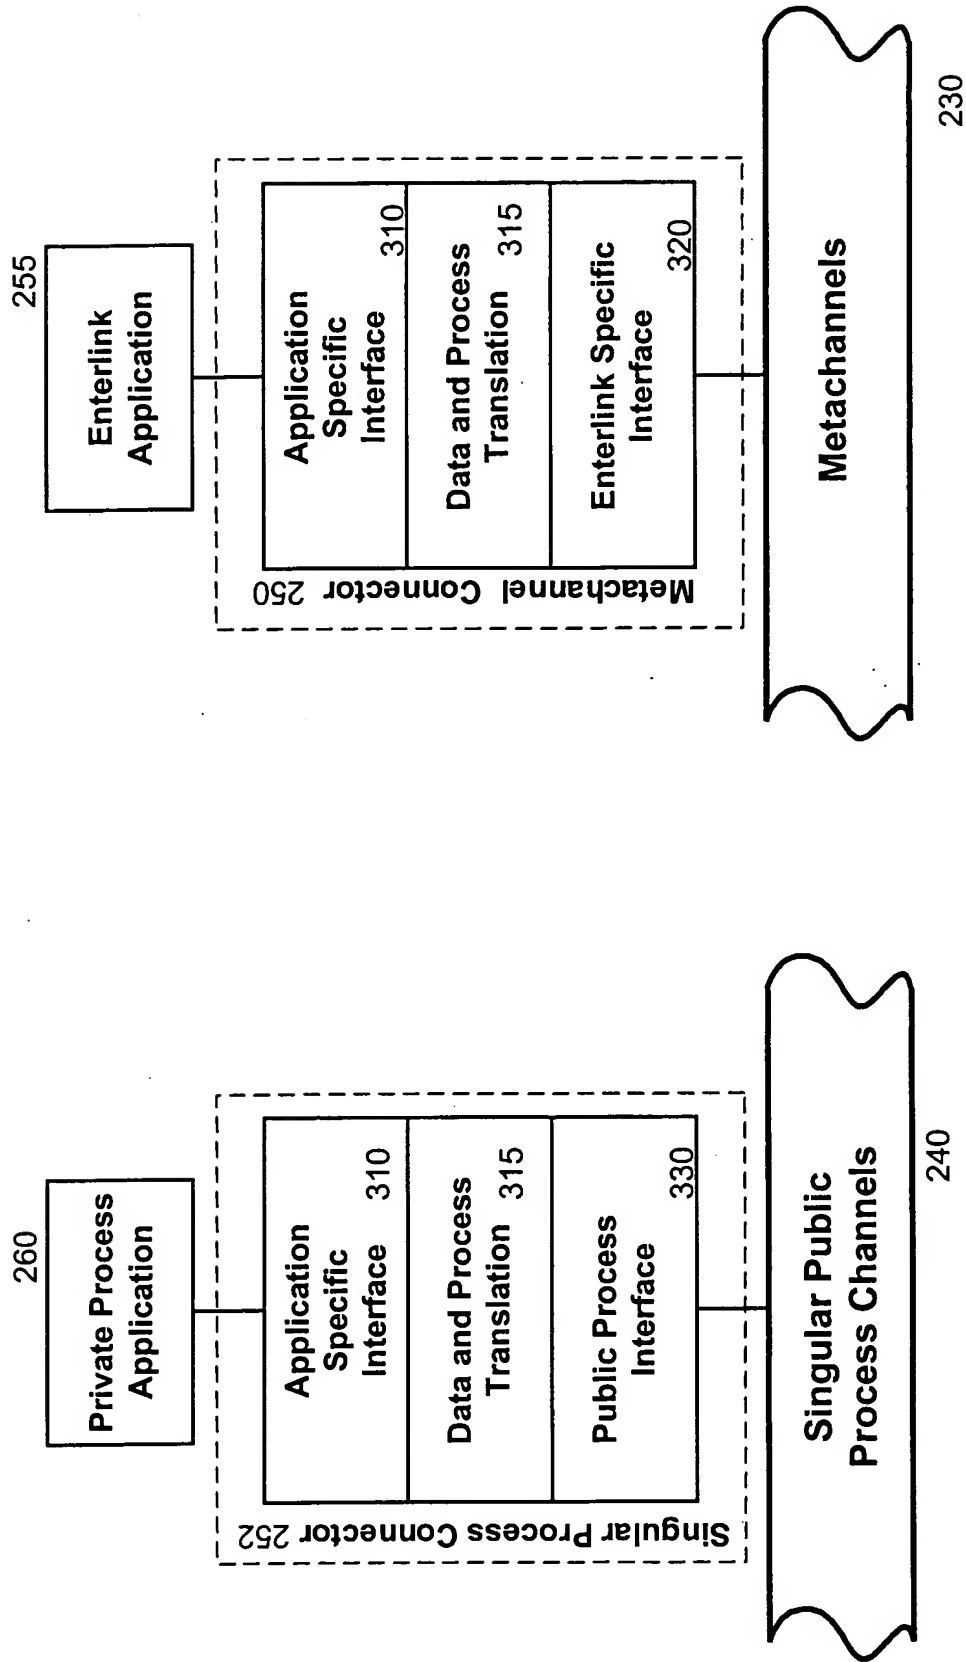 260
Private Process
Application
Application
Specific
Interface
310
Data and Process
Translation
315
Public Process
Interface
330
Singular Process Connector 252
Singular Public
Process Channels
240
255
Enterlink
Application
Application
Specific
Interface
310
Data and Process
Translation
315
Enterlink Specific
Interface
320
Metachannel Connector 250
Metachannels
230